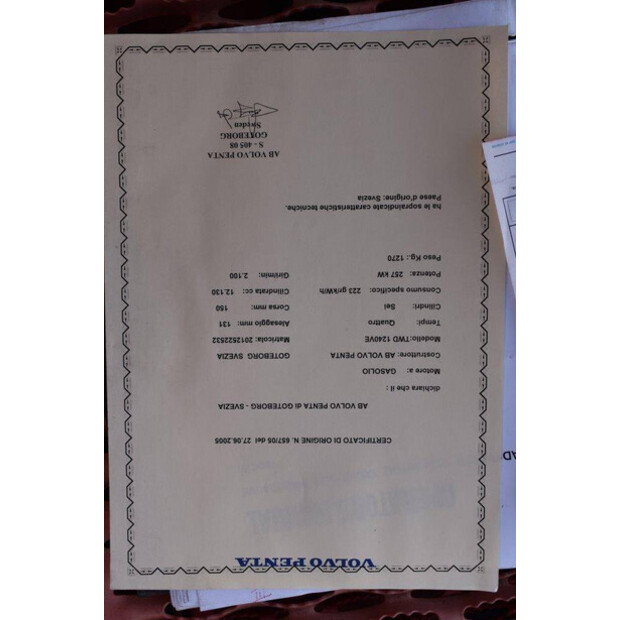 VOLVO PENTA
CERTIFICATO DI ORIGINE N. 657/05 del 27.06.2005
AB VOLVO PENTA di GOTEBORG - SVEZIA
dichiara che il :
Motore a: GASOLIO
Costruttore: AB VOLVO PENTA GOTEBORG SVEZIA
Modello:TWD 1240VE Matricola: 2012522532
Tempi: Quattro Alesaggio mm: 131
Cilindri: Sei Corsa mm: 150
Consumo specifico: 223 gr/kW/h Cilindrata cc: 12.130
Potenza: 257 kW Giri/min: 2.100
Peso Kg.: 1270
ha le sopraindicate caratteristiche tecniche.
Paese d'origine: Svezia
AB VOLVO PENTA
S - 405 08
GOTEBORG
Sweden